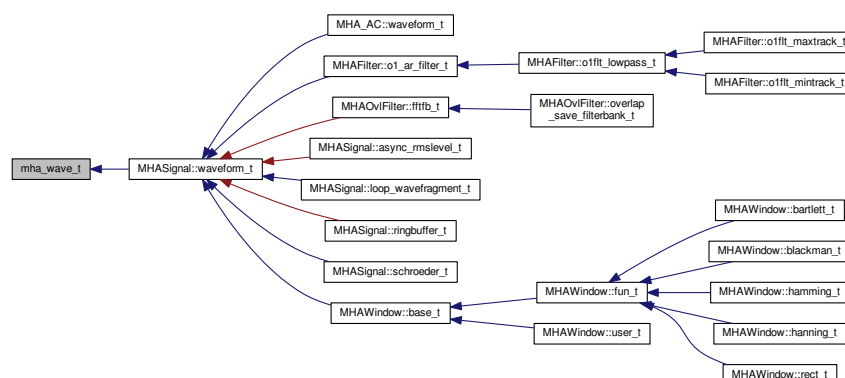 MHA_AC::waveform_t
MHAFilter::o1flt_maxtrack_t
MHAFilter::o1_ar_filter_t
MHAFilter::o1flt_lowpass_t
MHAFilter::o1flt_mintrack_t
MHAOvlFilter::fftfb_t
MHAOvlFilter::overlap
_save_filterbank_t
MHASignal::async_rmslevel_t
mha_wave_t
MHASignal::waveform_t
MHASignal::loop_wavefragment_t
MHASignal::ringbuffer_t
MHAWindow::bartlett_t
MHAWindow::blackman_t
MHASignal::schroeder_t
MHAWindow::fun_t
MHAWindow::hamming_t
MHAWindow::base_t
MHAWindow::user_t
MHAWindow::hanning_t
MHAWindow::rect_t